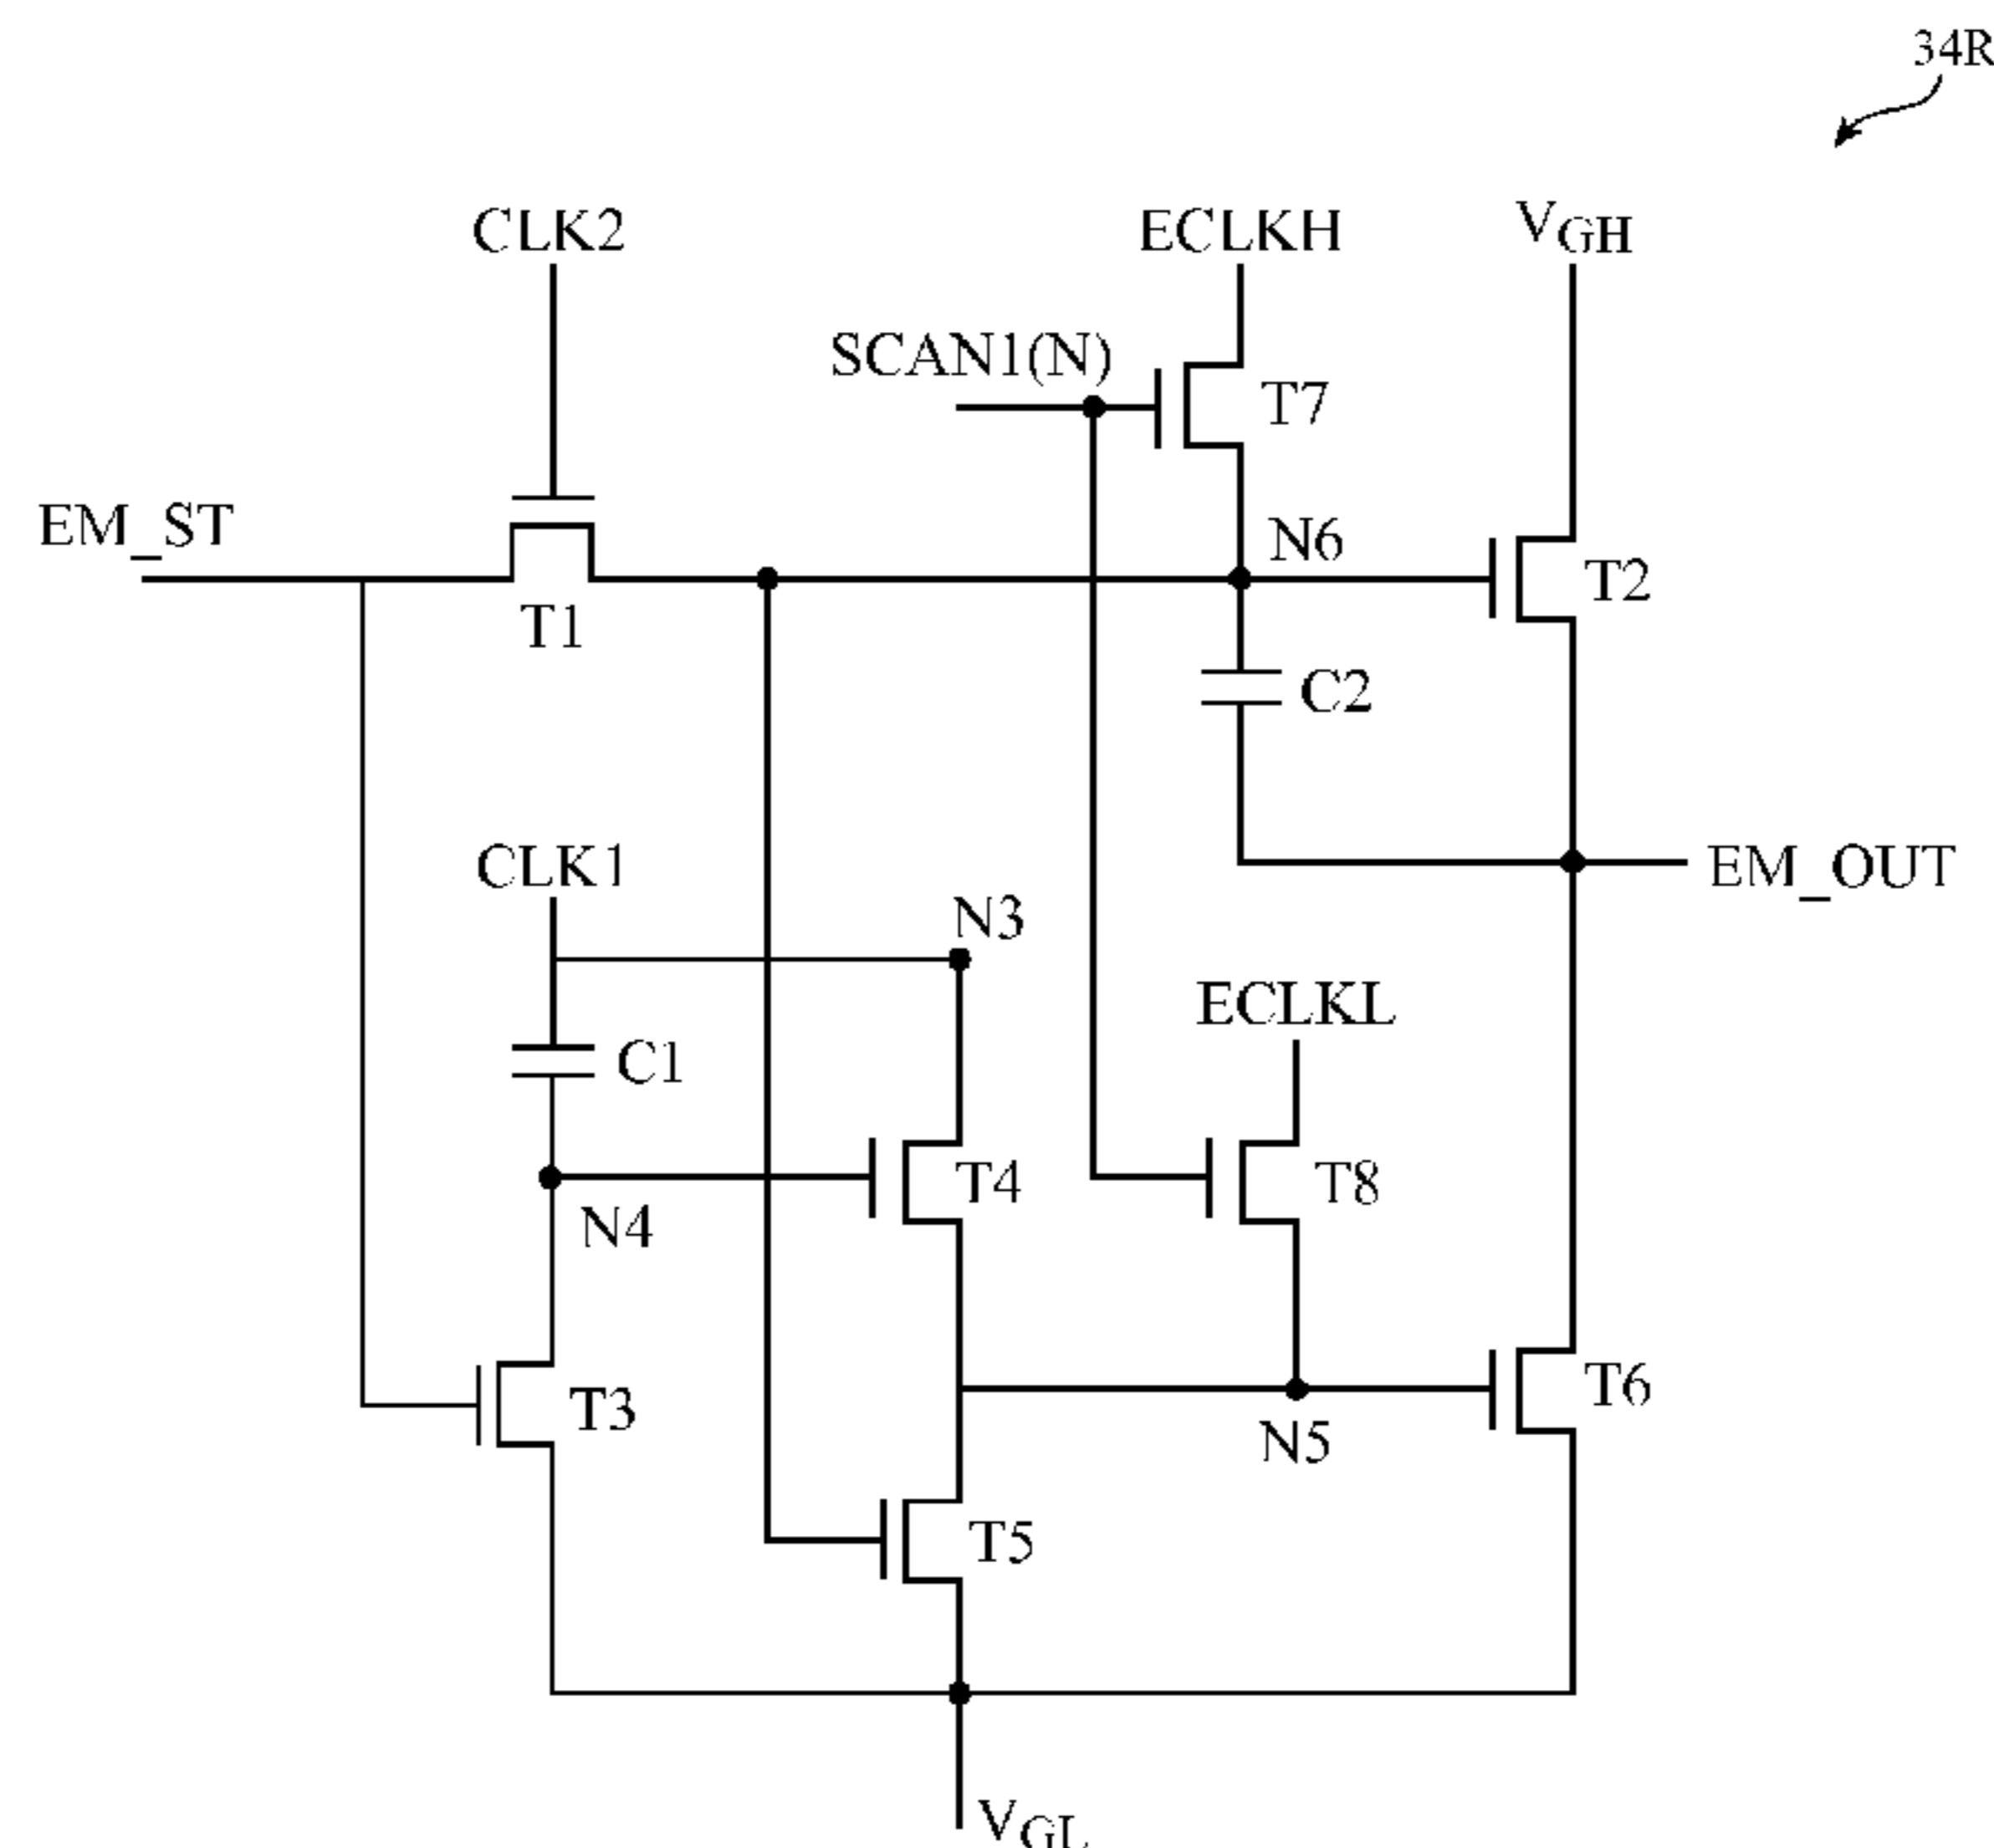 34R
CLK2
ECLKH
VGH
SCAN1(N)
T7
EM_ST
N6
T2
T1
C2
CLK1
EM_OUT
N3
ECLKL
C1
T4
T8
N4
T3
T6
N5
T5
VGL